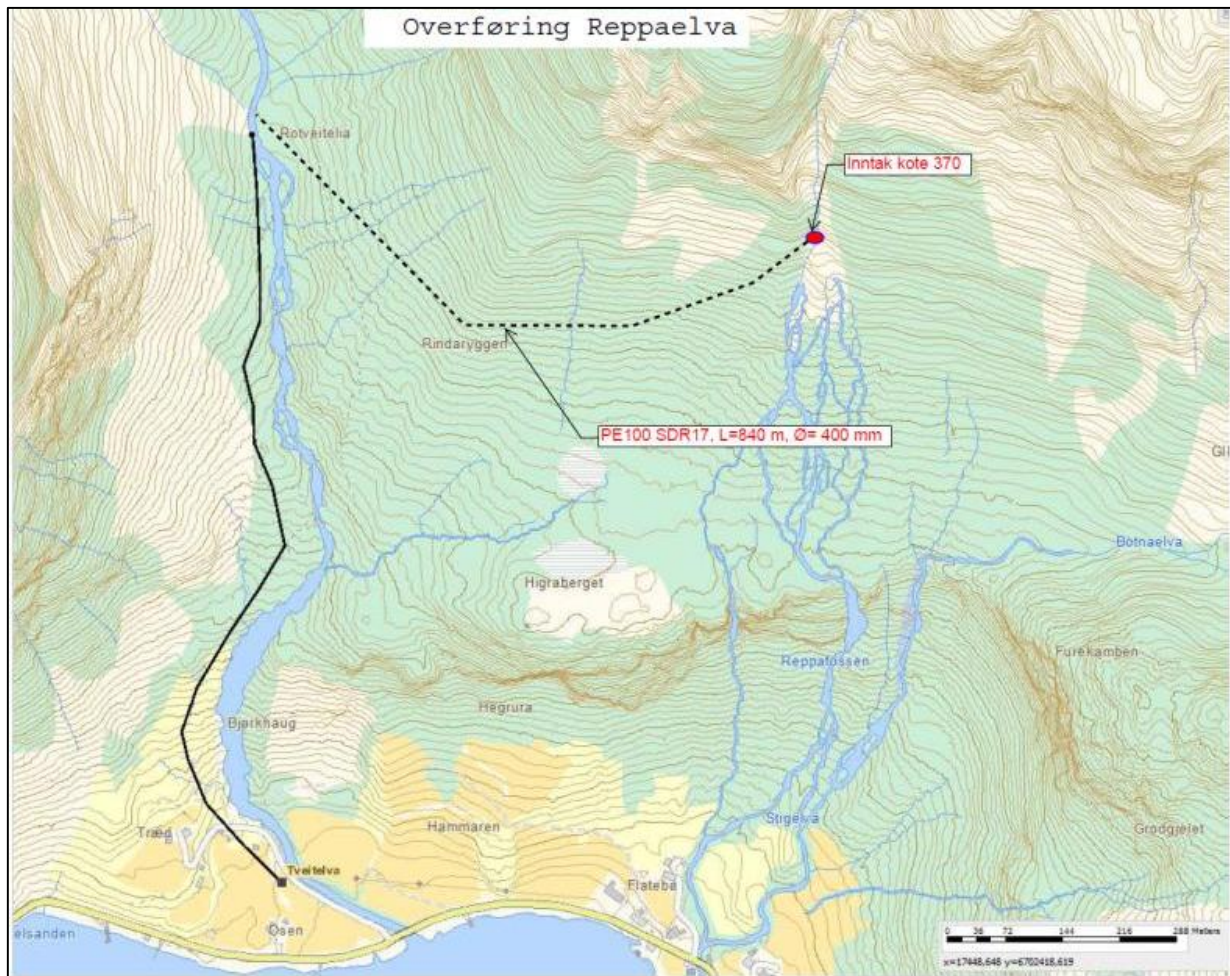 Overføring Reppaelva
Rotveitelia
Inntak kote 370
Rindaryggen
PE100 SDR17, L=840 m, Ø= 400 mm
Botnaelva
Higraberget
Reppafossen
Furekamben
Hegrura
Bjørkhaug
Stigelva
Træd
Hammaren
Grodgjelet
Tveitelva
Flatebø
Osen
elsanden
0 36 72 144 216 288 Meters
x=17448,648 y=6702418,619